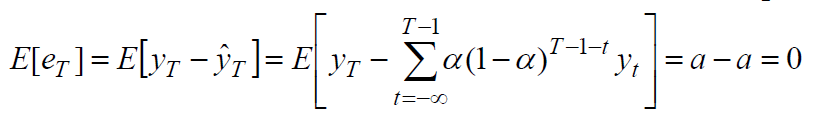 E[e_T] = E[y_T − ŷ_T] = E[y_T − ∑_{t=−∞}^{T−1} α(1−α)^{T−1−t} y_t] = a − a = 0